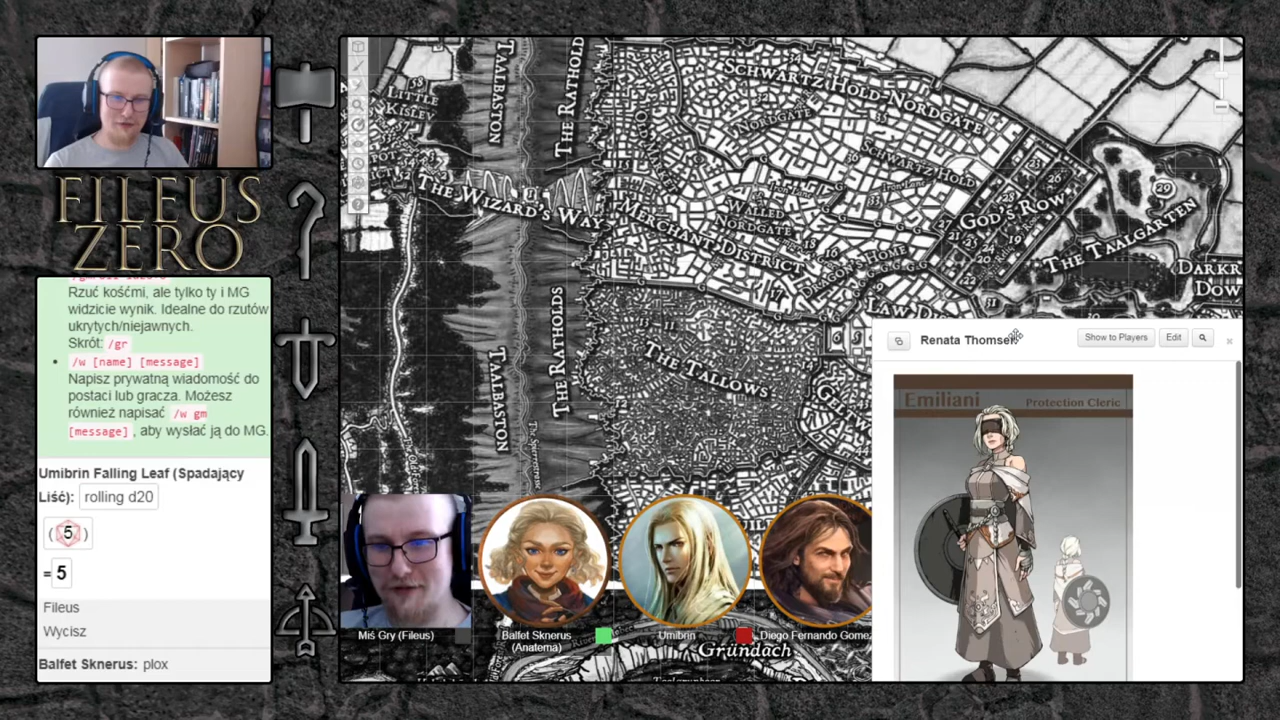 FILEUS
ZERO
Rzuć kośćmi, ale tylko ty i MG
widzicie wynik. Idealne do rzutów
ukrytych/niejawnych.
Skrót: /gr
/w [name] [message]
Napisz prywatną wiadomość do
postaci lub gracza. Możesz
również napisać /w gm
[message] , aby wysłać ją do MG.
Umibrin Falling Leaf (Spadający
Liść): rolling d20
(5)
=5
Fileus
Wycisz
Balfet Sknerus: plox
LITTLE
KISLEY
TAALBASTON
THE RATHOLDS
THE WIZARD'S WAY
SCHWARTZ HOLD-NORDGATE
NORDGATE
SCHWARTZ HOLD
WALLED
NORDGATE
MERCHANT DISTRICT
DRAGON'S HOME
GOD'S ROW
THE TAALGARTEN
LAW D
THE RATHOLDS
TAALBASTON
THE TALLOWS
Gründach
Miś Gry (Fileus)
Balfet Sknerus
(Anatema)
Umibrin
Diego Fernando Gomez
Renata Thomsen
Show to Players
Edit
Emiliani
Protection Cleric